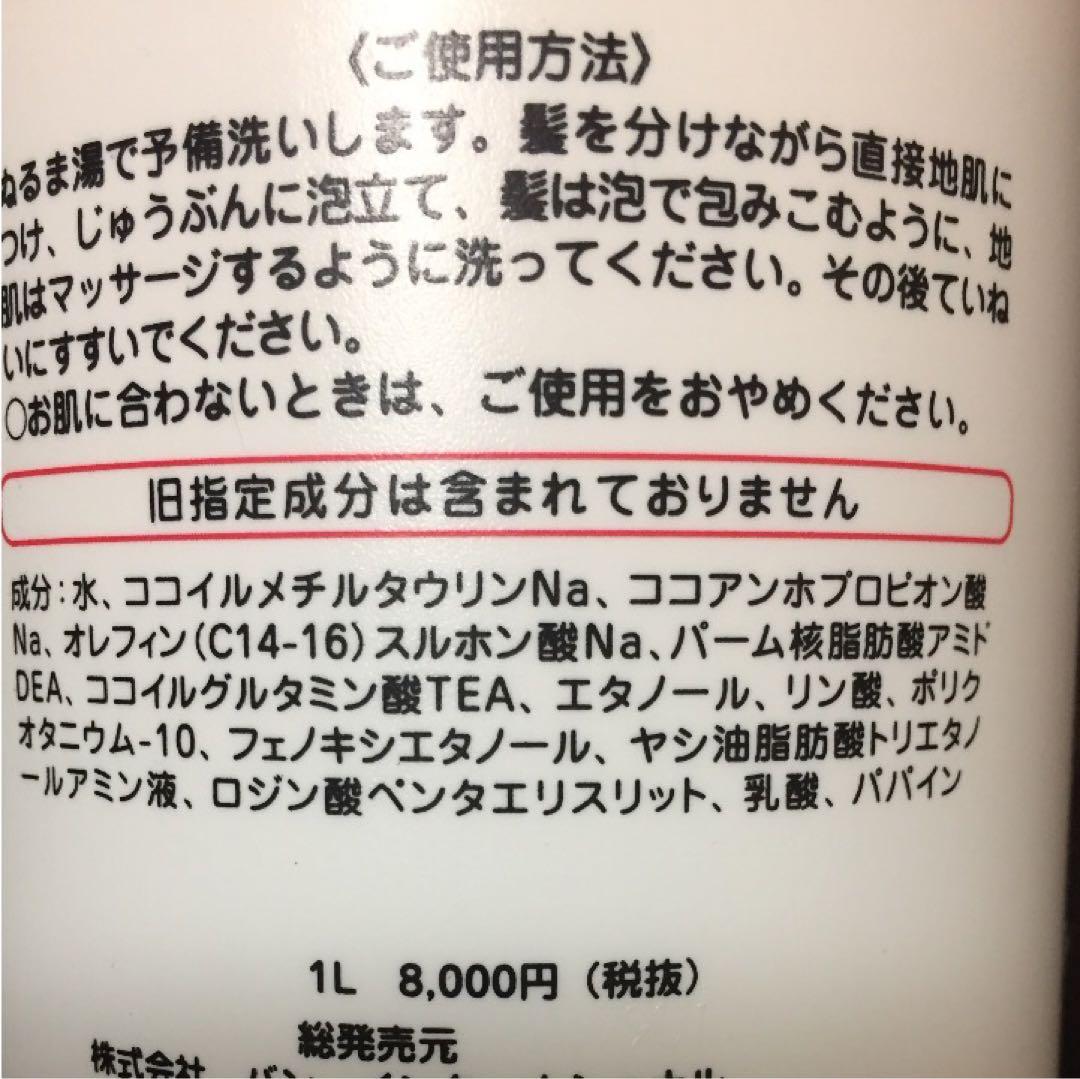 〈ご使用方法〉
ぬるま湯で予備洗いします。髪を分けながら直接地肌に
つけ、じゅうぶんに泡立て、髪は泡で包みこむように、地
肌はマッサージするように洗ってください。その後ていね
いにすすいでください。
○お肌に合わないときは、ご使用をおやめください。
旧指定成分は含まれておりません
成分：水、ココイルメチルタウリンNa、ココアンホプロピオン酸
Na、オレフィン（C14-16）スルホン酸Na、パーム核脂肪酸アミド
DEA、ココイルグルタミン酸TEA、エタノール、リン酸、ポリク
オタニウム-10、フェノキシエタノール、ヤシ油脂肪酸トリエタノ
ールアミン液、ロジン酸ペンタエリスリット、乳酸、パパイン
1L 8,000円（税抜）
総発売元
株式会社